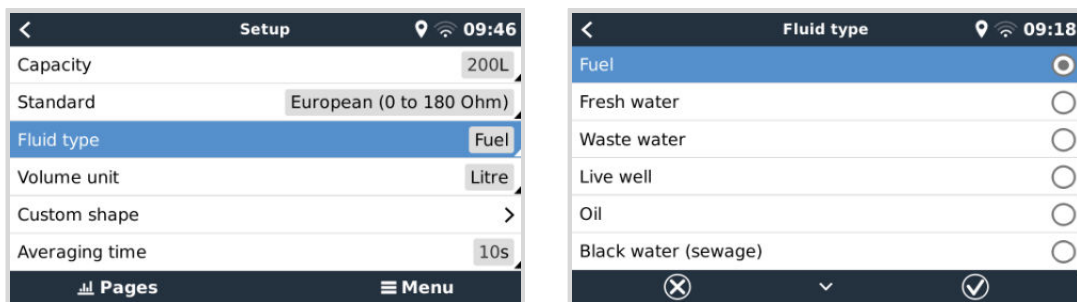 Setup 09:46
Capacity 200L
Standard European (0 to 180 Ohm)
Fluid type Fuel
Volume unit Litre
Custom shape
Averaging time 10s
Pages Menu
Fluid type 09:18
Fuel
Fresh water
Waste water
Live well
Oil
Black water (sewage)